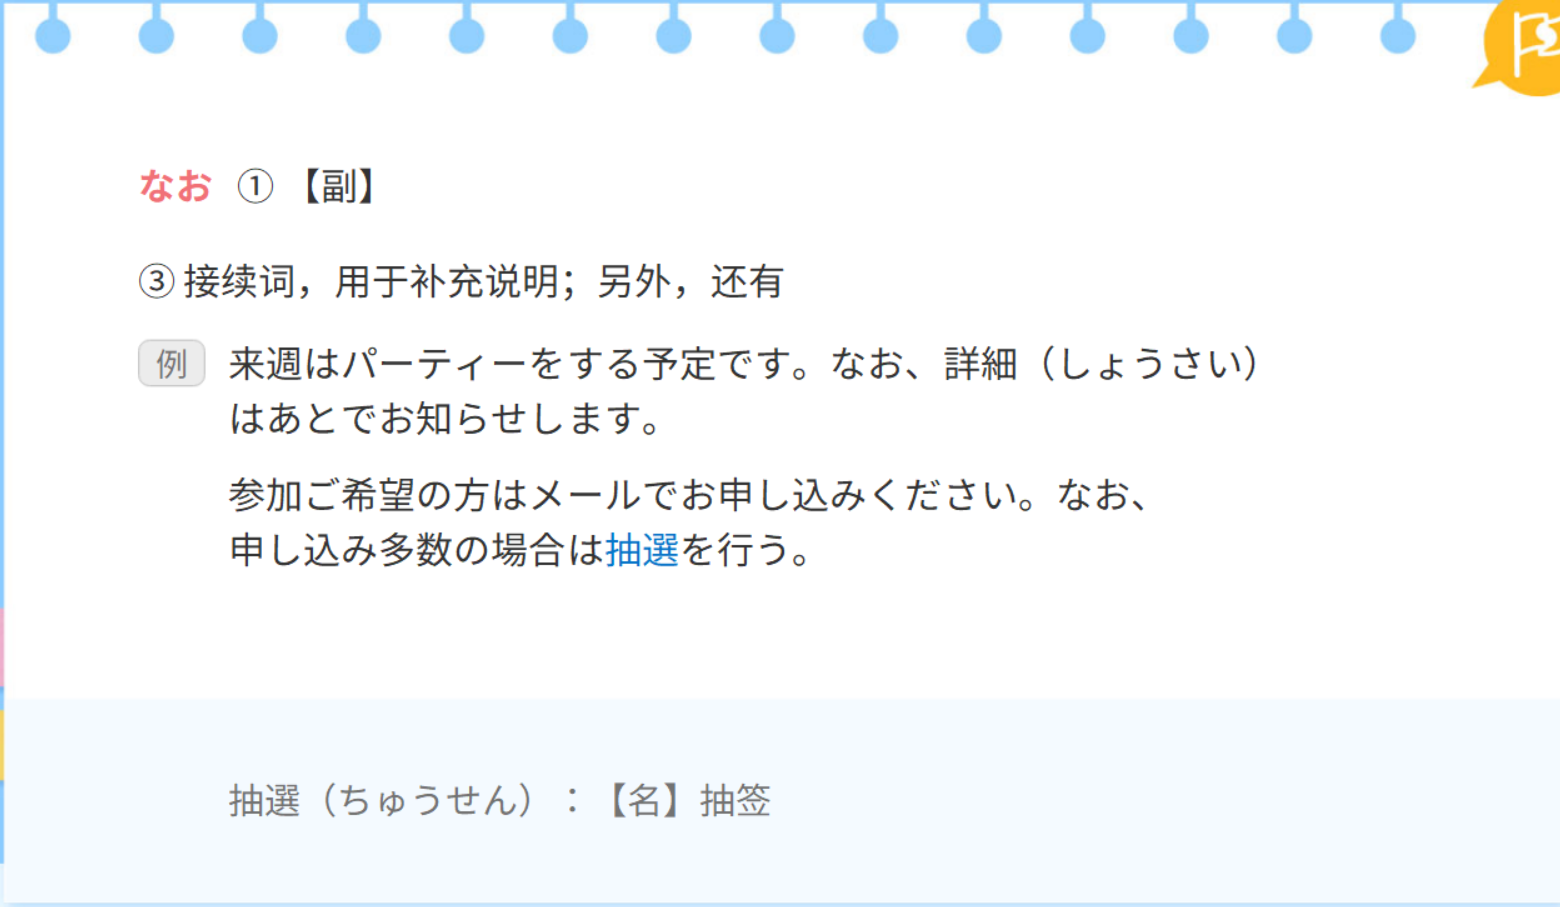 なお ① 【副】
③ 接续词，用于补充说明；另外，还有
例 来週はパーティーをする予定です。なお、詳細（しょうさい）
はあとでお知らせします。
参加ご希望の方はメールでお申し込みください。なお、
申し込み多数の場合は抽選を行う。
抽選（ちゅうせん）：【名】抽签